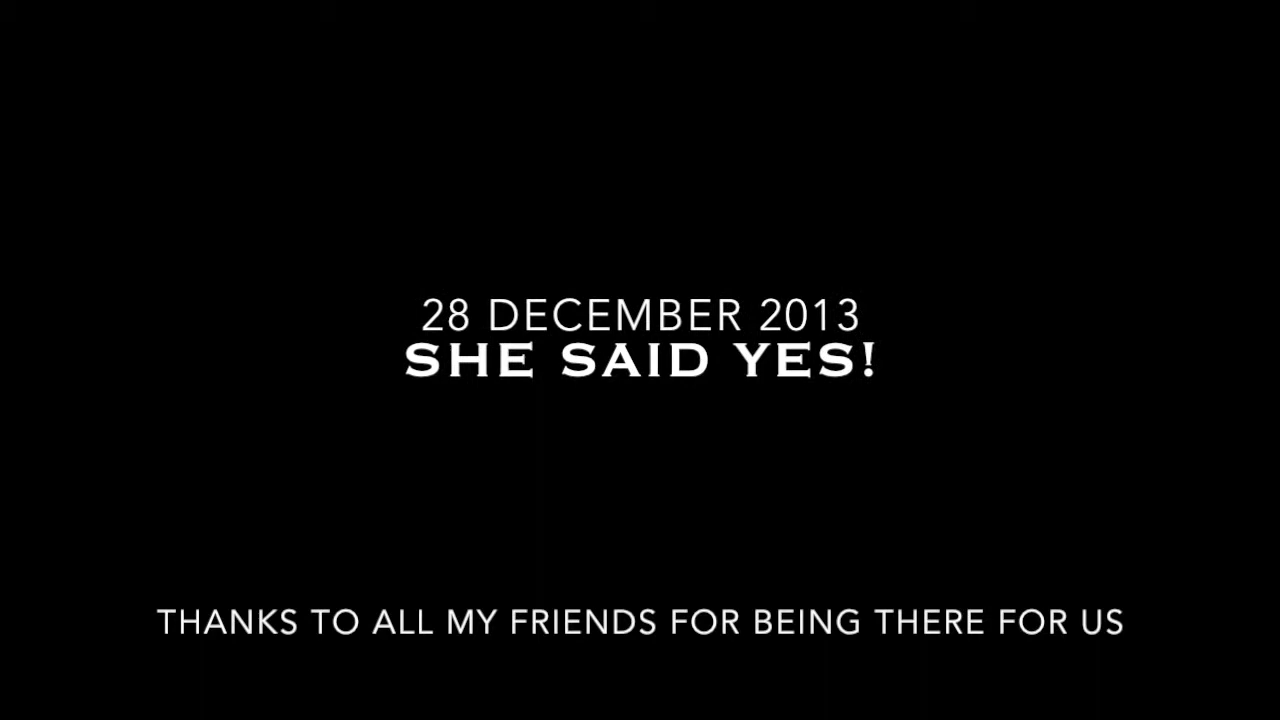 28 DECEMBER 2013
SHE SAID YES!
THANKS TO ALL MY FRIENDS FOR BEING THERE FOR US